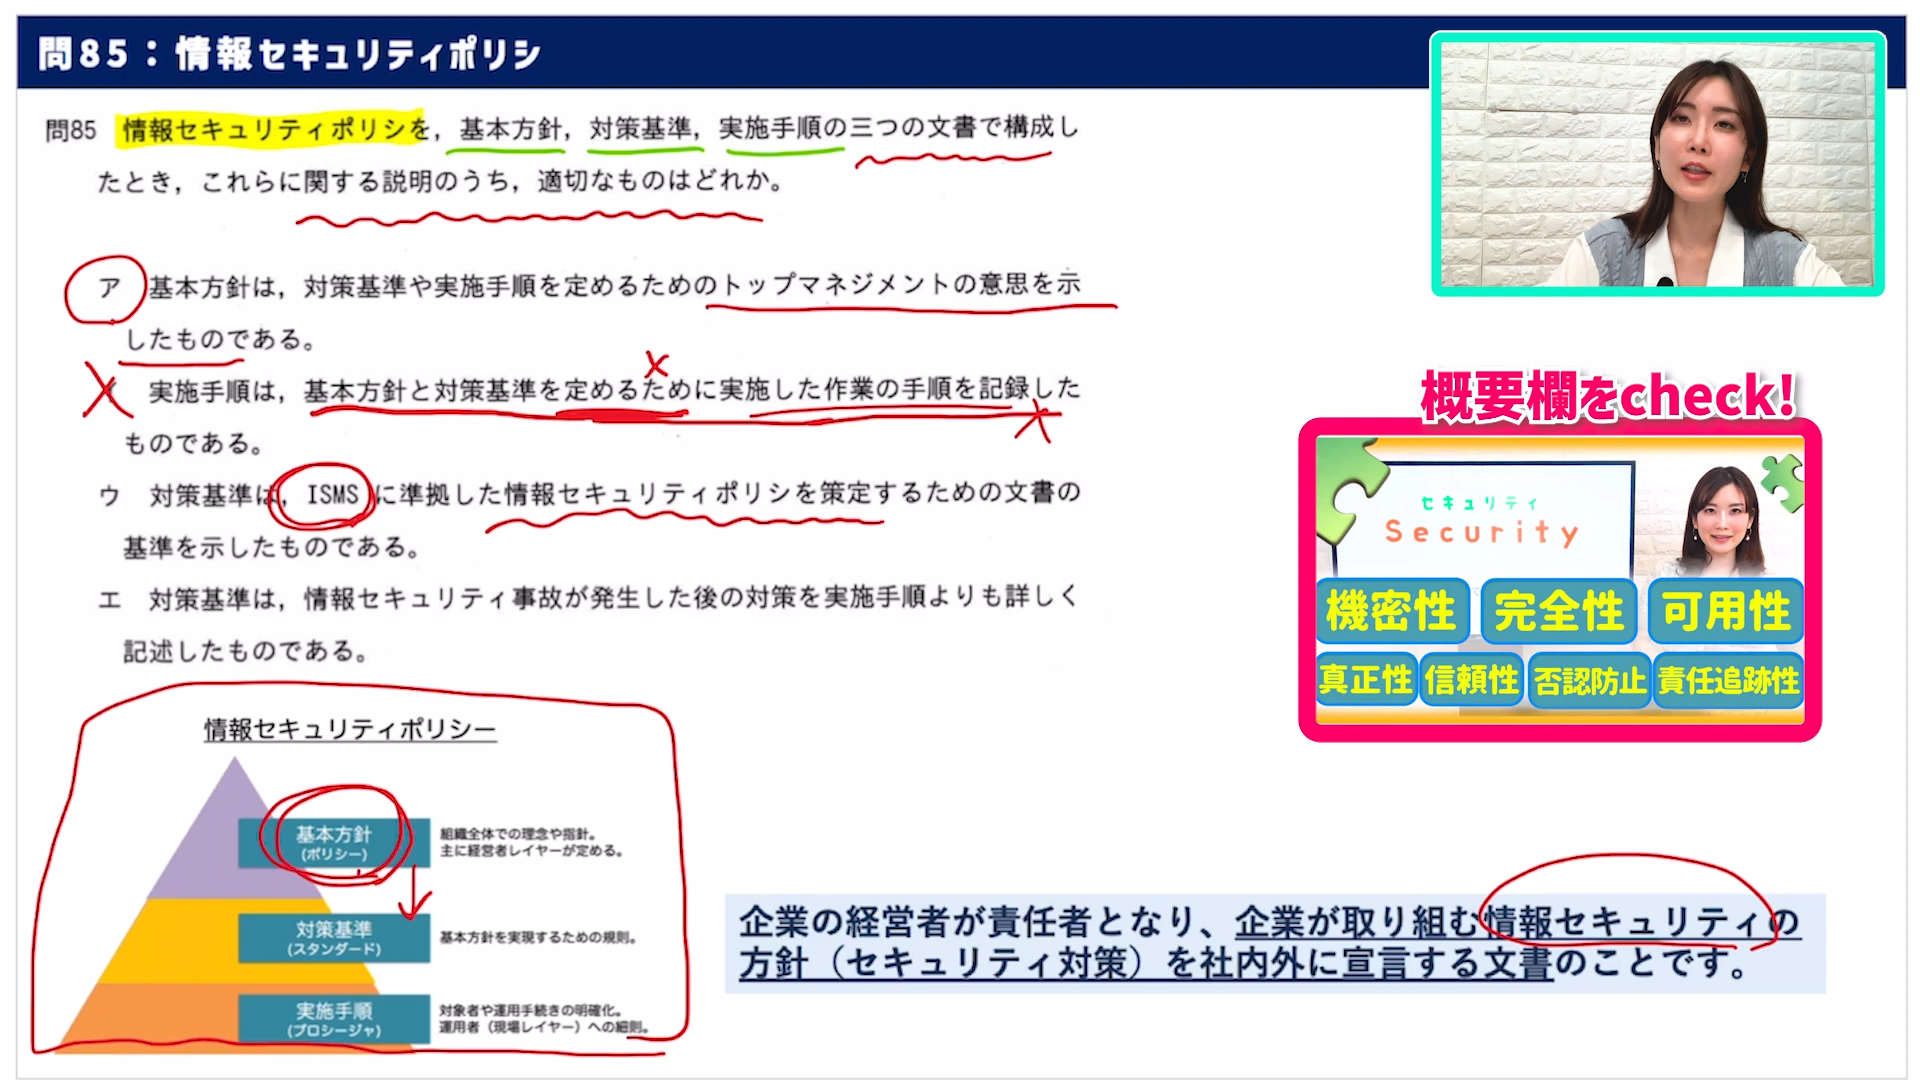 問85：情報セキュリティポリシ
問85 情報セキュリティポリシを，基本方針，対策基準，実施手順の三つの文書で構成し
たとき，これらに関する説明のうち，適切なものはどれか。
ア 基本方針は，対策基準や実施手順を定めるためのトップマネジメントの意思を示
したものである。
イ 実施手順は，基本方針と対策基準を定めるために実施した作業の手順を記録した
ものである。
ウ 対策基準は，ISMSに準拠した情報セキュリティポリシを策定するための文書の
基準を示したものである。
エ 対策基準は，情報セキュリティ事故が発生した後の対策を実施手順よりも詳しく
記述したものである。
情報セキュリティポリシー
基本方針
(ポリシー)
組織全体での理念や指針。
主に経営者レイヤーが定める。
対策基準
(スタンダード)
基本方針を実現するための規則。
実施手順
(プロシージャ)
対象者や運用手続きの明確化。
運用者（現場レイヤー）への細則。
概要欄をcheck!
セキュリティ
Security
機密性 完全性 可用性
真正性 信頼性 否認防止 責任追跡性
企業の経営者が責任者となり、企業が取り組む情報セキュリティの
方針（セキュリティ対策）を社内外に宣言する文書のことです。